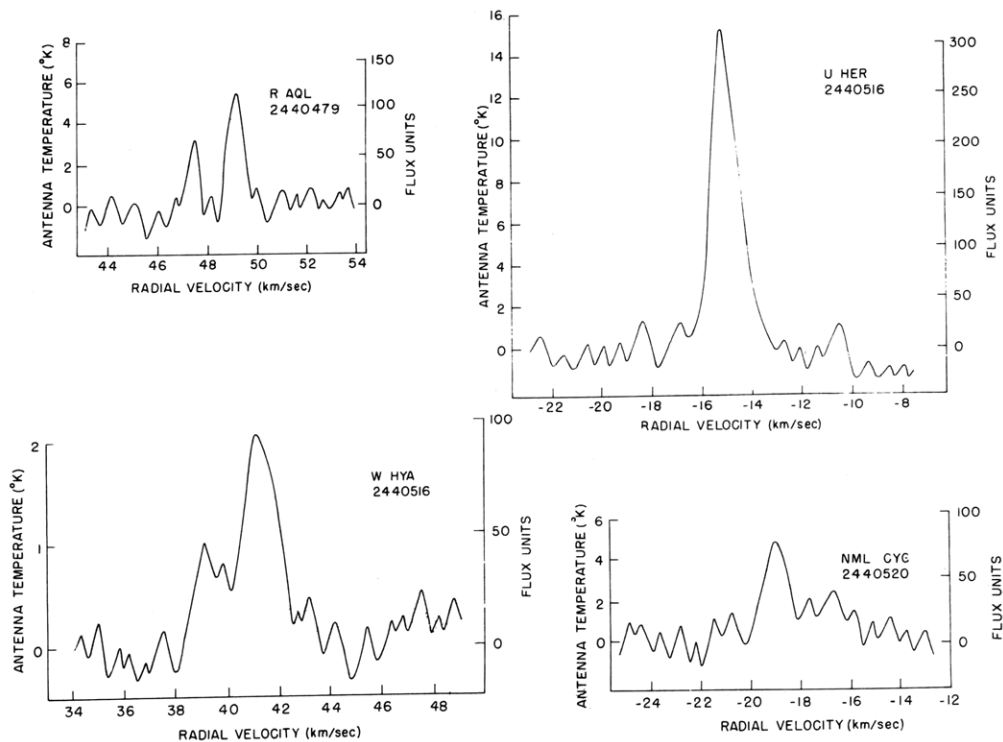 8
6
4
2
0
ANTENNA TEMPERATURE (°K)
R AQL
2440479
150
100
50
0
FLUX UNITS
44 46 48 50 52 54
RADIAL VELOCITY (km/sec)
16
14
12
10
8
6
4
2
0
ANTENNA TEMPERATURE (°K)
U HER
2440516
300
250
200
150
100
50
0
FLUX UNITS
-22 -20 -18 -16 -14 -12 -10 -8
RADIAL VELOCITY (km/sec)
2
1
0
ANTENNA TEMPERATURE (°K)
W HYA
2440516
100
50
0
FLUX UNITS
34 36 38 40 42 44 46 48
RADIAL VELOCITY (km/sec)
6
4
2
0
ANTENNA TEMPERATURE (°K)
NML CYG
2440520
100
50
0
FLUX UNITS
-24 -22 -20 -18 -16 -14 -12
RADIAL VELOCITY (km/sec)